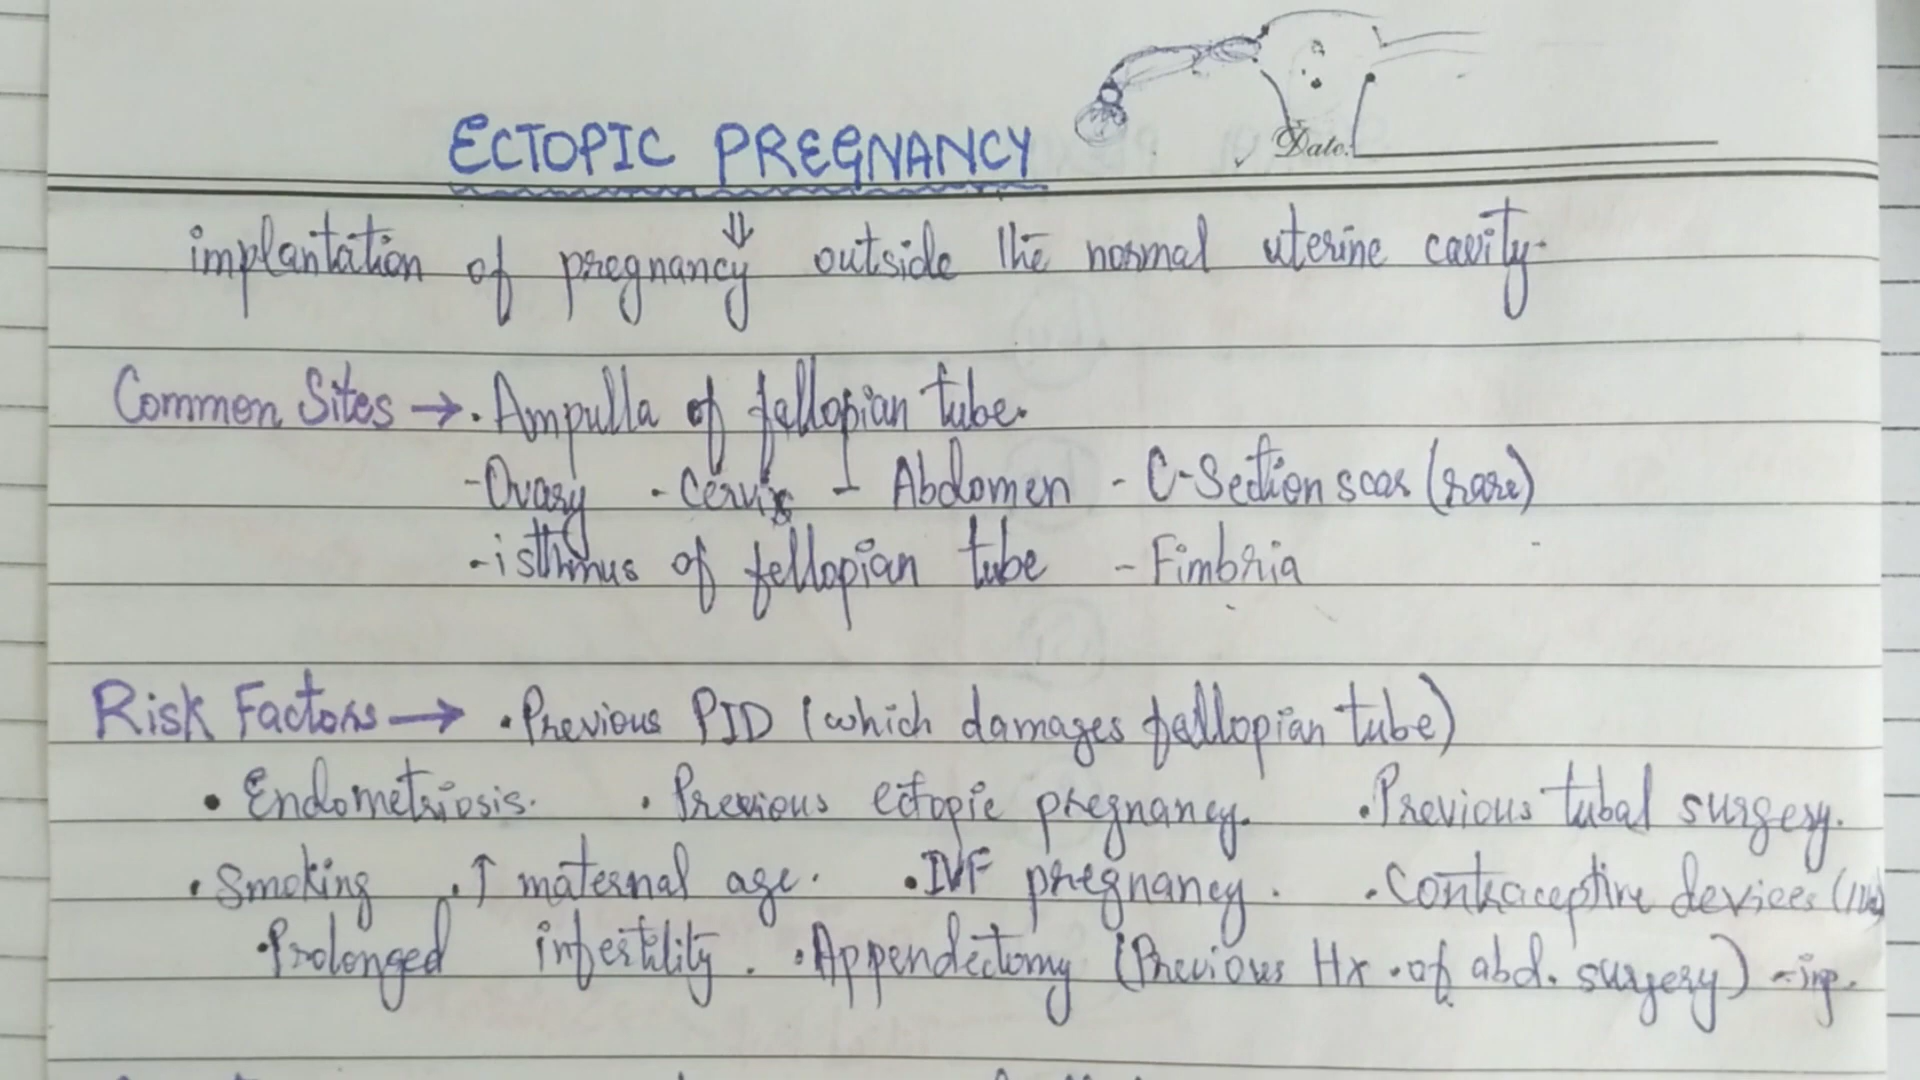 Date.
ECTOPIC PREGNANCY
⇓
implantation of pregnancy outside the normal uterine cavity.
Common Sites → • Ampulla of fallopian tube.
- Ovary - Cervix - Abdomen - C-Section scar (rare)
- isthmus of fellopian tube - Fimbria
Risk Factors → • Previous PID (which damages fallopian tube)
• Endometriosis. • Previous ectopic pregnancy. • Previous tubal surgery.
• Smoking • ↑ maternal age. • IVF pregnancy. • Contraceptive devices
• Prolonged infertility. • Appendectomy (Previous Hx. of abd. surgery) - imp.